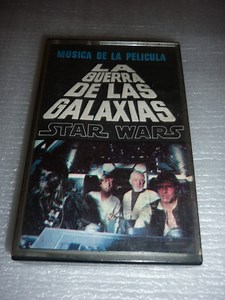 MUSICA DE LA PELICULA
LA
GUERRA
DE LAS
GALAXIAS
STAR WARS